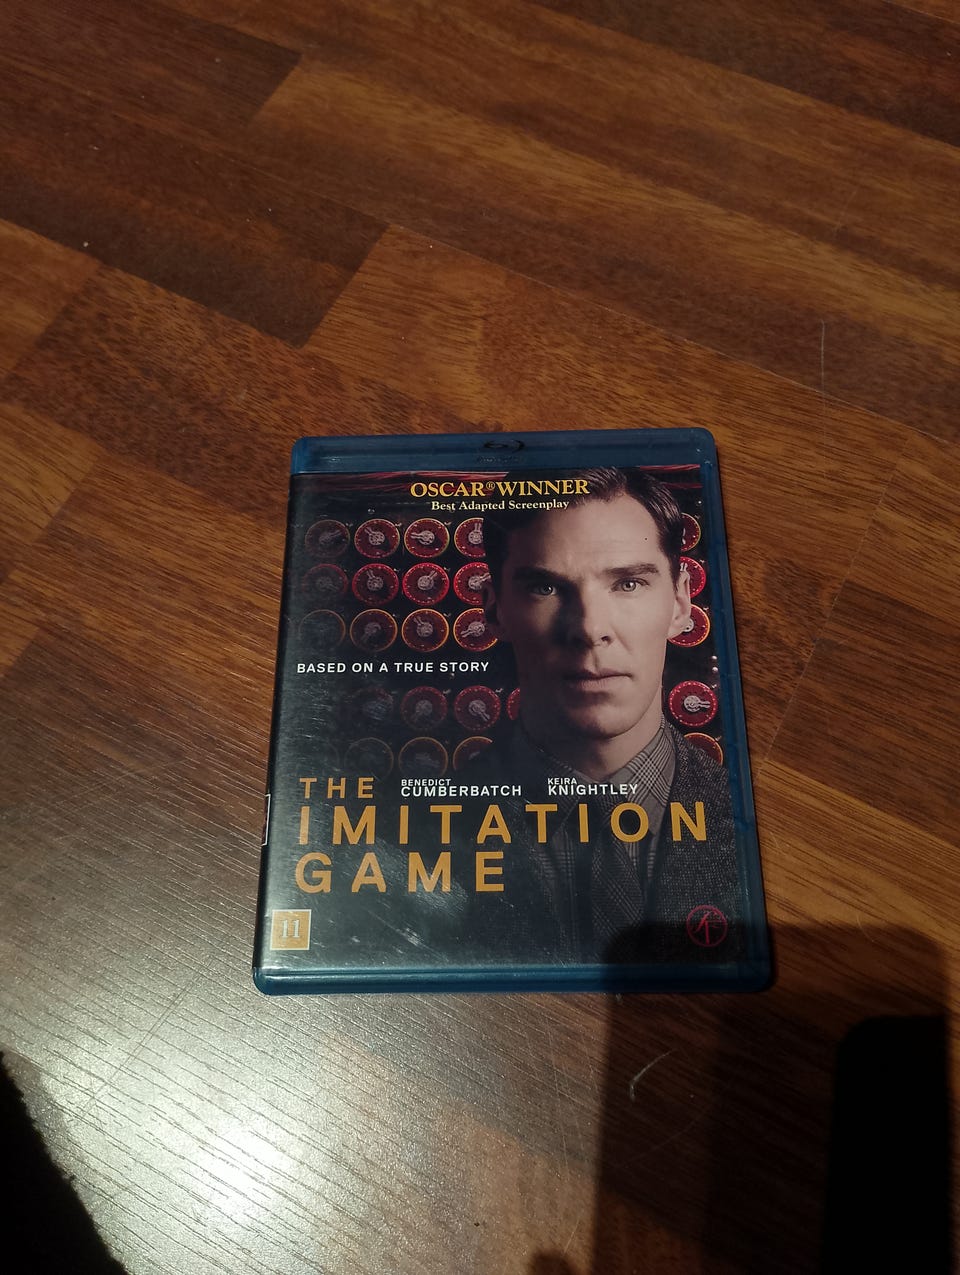 OSCAR® WINNER
Best Adapted Screenplay
BASED ON A TRUE STORY
BENEDICT
CUMBERBATCH
KEIRA
KNIGHTLEY
THE
IMITATION
GAME
11